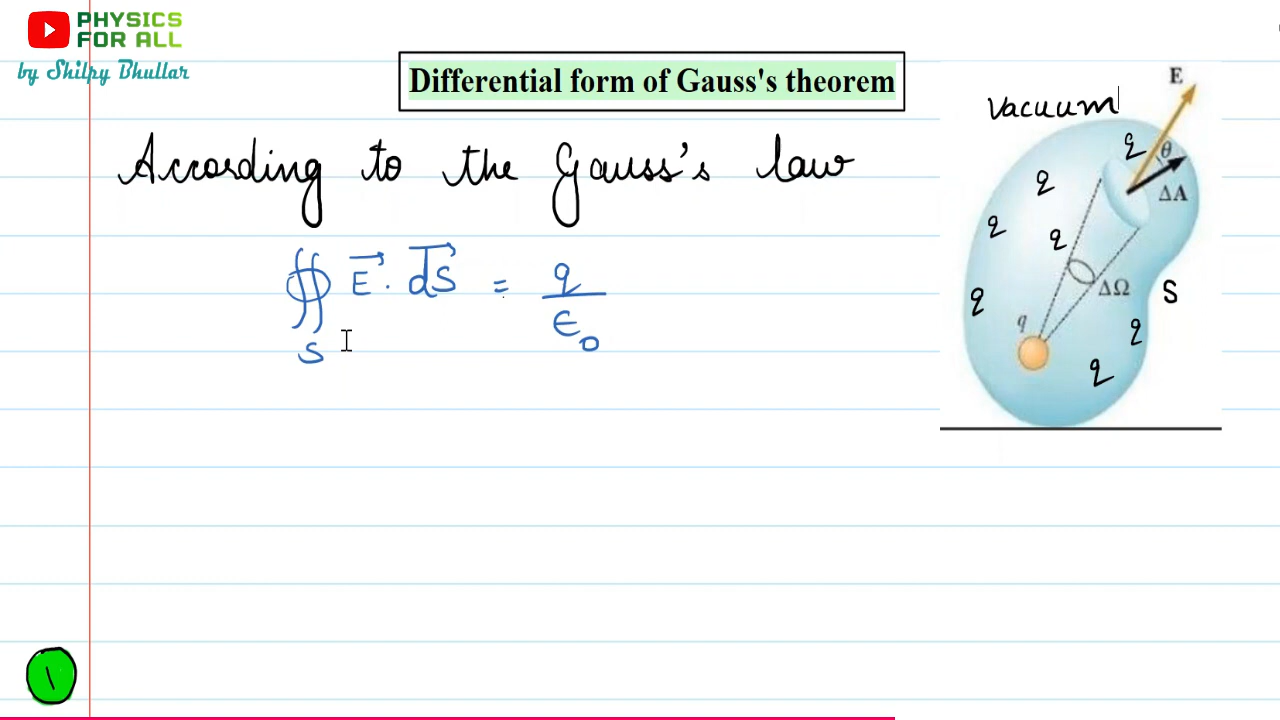 PHYSICS
FOR ALL
by Shilpy Bhullar
Differential form of Gauss's theorem
According to the Gauss's law
∯ E⃗ . dS⃗ = q / ε₀
S
Vacuum
E
q
θ
q
ΔA
q
q
q
ΔΩ
S
q
q
q
1